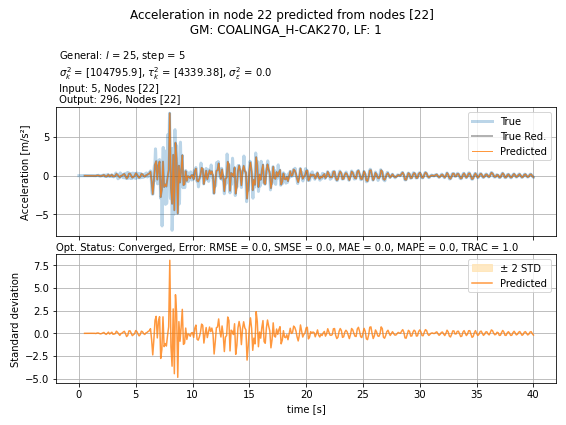 Acceleration in node 22 predicted from nodes [22]
GM: COALINGA_H-CAK270, LF: 1
General: l = 25, step = 5
σ²ₖ = [104795.9], τ²ₖ = [4339.38], σ²ε = 0.0
Input: 5, Nodes [22]
Output: 296, Nodes [22]
Acceleration [m/s²]
5
0
−5
True
True Red.
Predicted
Opt. Status: Converged, Error: RMSE = 0.0, SMSE = 0.0, MAE = 0.0, MAPE = 0.0, TRAC = 1.0
Standard deviation
7.5
5.0
2.5
0.0
−2.5
−5.0
± 2 STD
Predicted
0 5 10 15 20 25 30 35 40
time [s]